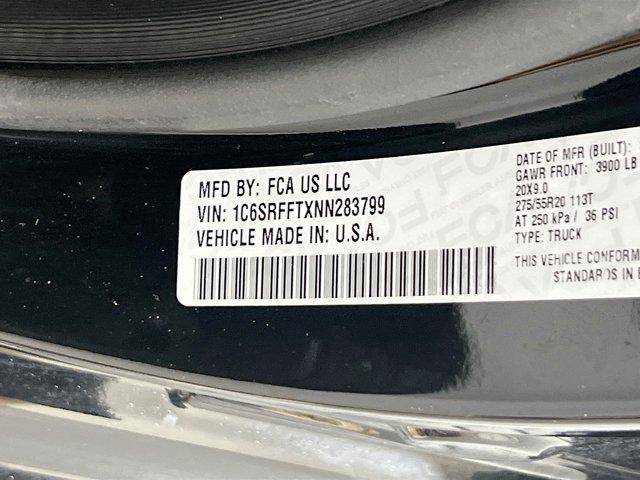 MFD BY: FCA US LLC
VIN: 1C6SRFFTXNN283799
VEHICLE MADE IN: U.S.A.
DATE OF MFR (BUILT):
GAWR FRONT: 3900 LB
20X9.0
275/55R20 113T
AT 250 kPa / 36 PSI
TYPE: TRUCK
THIS VEHICLE CONFORM
STANDARDS IN